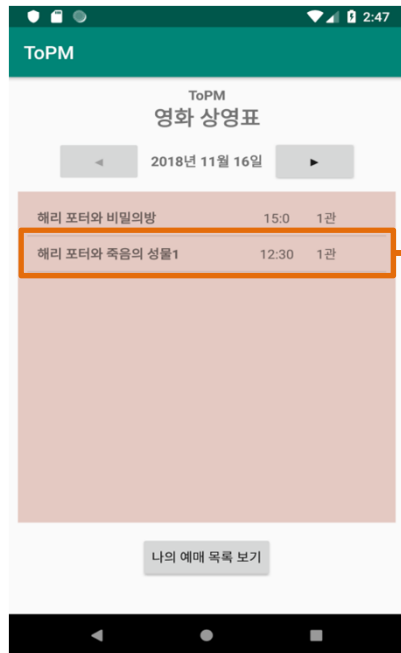 2:47
ToPM
ToPM
영화 상영표
◄ 2018년 11월 16일 ►
해리 포터와 비밀의방 15:0 1관
해리 포터와 죽음의 성물1 12:30 1관
나의 예매 목록 보기